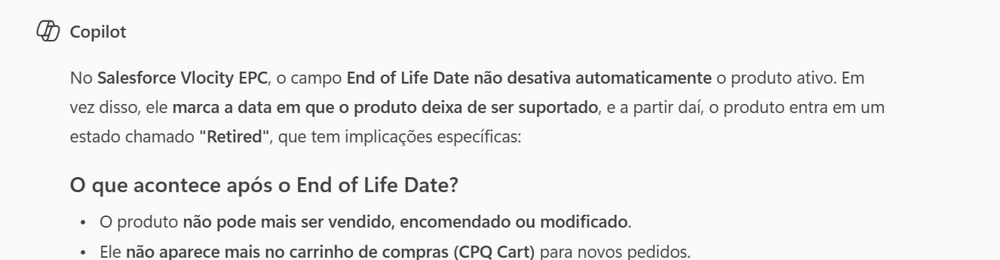 Copilot
No Salesforce Vlocity EPC, o campo End of Life Date não desativa automaticamente o produto ativo. Em
vez disso, ele marca a data em que o produto deixa de ser suportado, e a partir daí, o produto entra em um
estado chamado "Retired", que tem implicações específicas:
O que acontece após o End of Life Date?
• O produto não pode mais ser vendido, encomendado ou modificado.
• Ele não aparece mais no carrinho de compras (CPQ Cart) para novos pedidos.